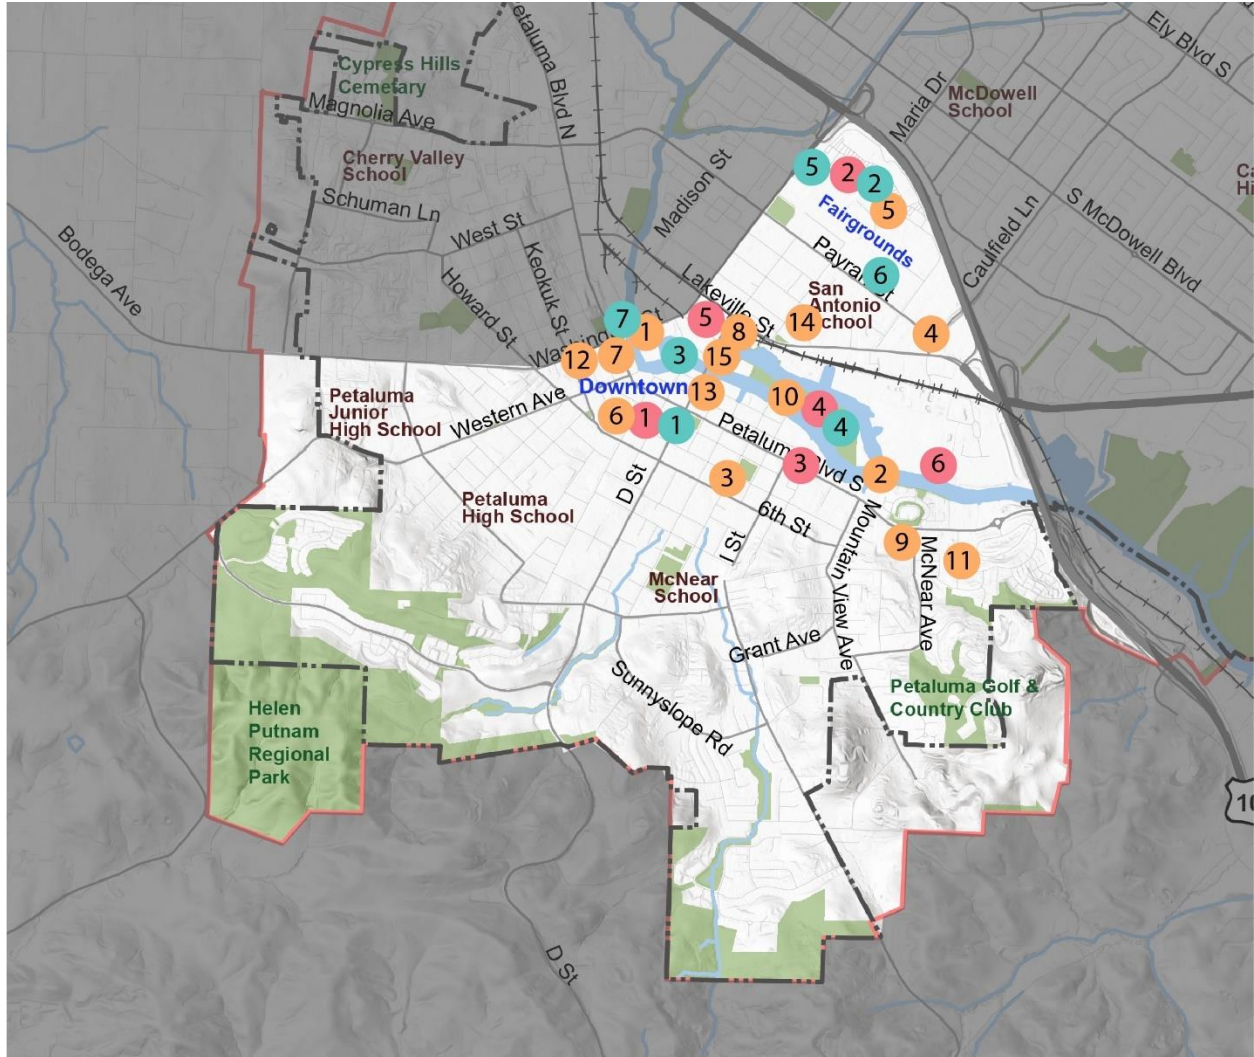 Ely Blvd S
Petaluma Blvd N
Cypress Hills
Cemetary
Maria Dr
McDowell
School
Magnolia Ave
Cherry Valley
School
Madison St
5
2
2
5
Schuman Ln
West St
Fairgrounds
Caulfield Ln
S McDowell Blvd
Bodega Ave
Keokuk St
Howard St
Payran St
6
Lakeville St
San
Antonio
School
7
1
5
8
14
4
12
7
3
15
Downtown
13
10
4
4
Petaluma
Junior
High School
Western Ave
6
1
1
Petaluma Blvd S
3
3
2
6
D St
6th St
Petaluma
High School
I St
Mountain View Ave
9
McNear Ave
11
McNear
School
Grant Ave
Sunnyslope Rd
Petaluma Golf &
Country Club
Helen
Putnam
Regional
Park
D St